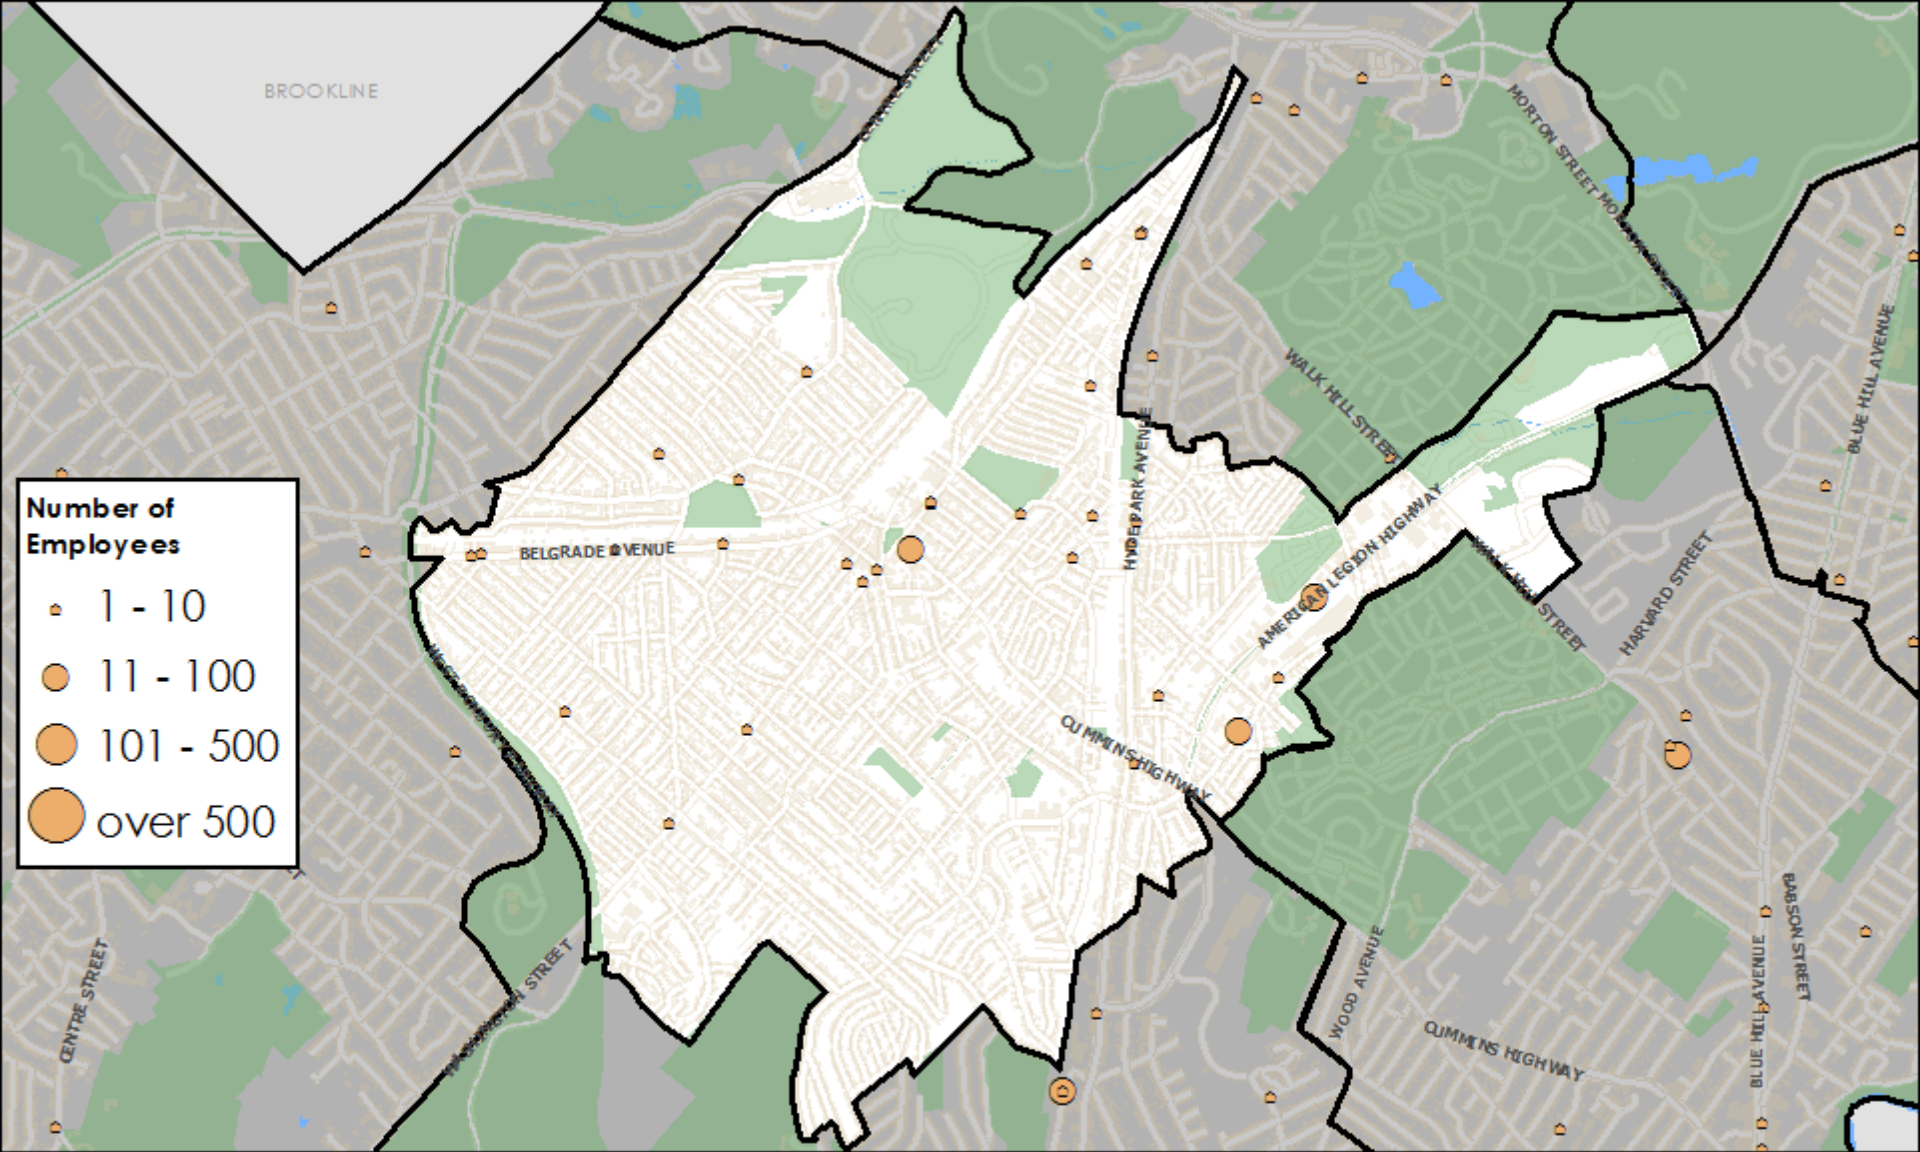 BROOKLINE
CENTRE STREET
MORTON STREET
BLUE HILL AVENUE
WALK HILL STREET
HYDE PARK AVENUE
AMERICAN LEGION HIGHWAY
BELGRADE AVENUE
Number of
Employees
1 - 10
11 - 100
101 - 500
over 500
WALK HILL STREET
HARVARD STREET
CUMMINS HIGHWAY
BABSON STREET
CENTRE STREET
WASHINGTON STREET
WOOD AVENUE
CUMMINS HIGHWAY
BLUE HILL AVENUE